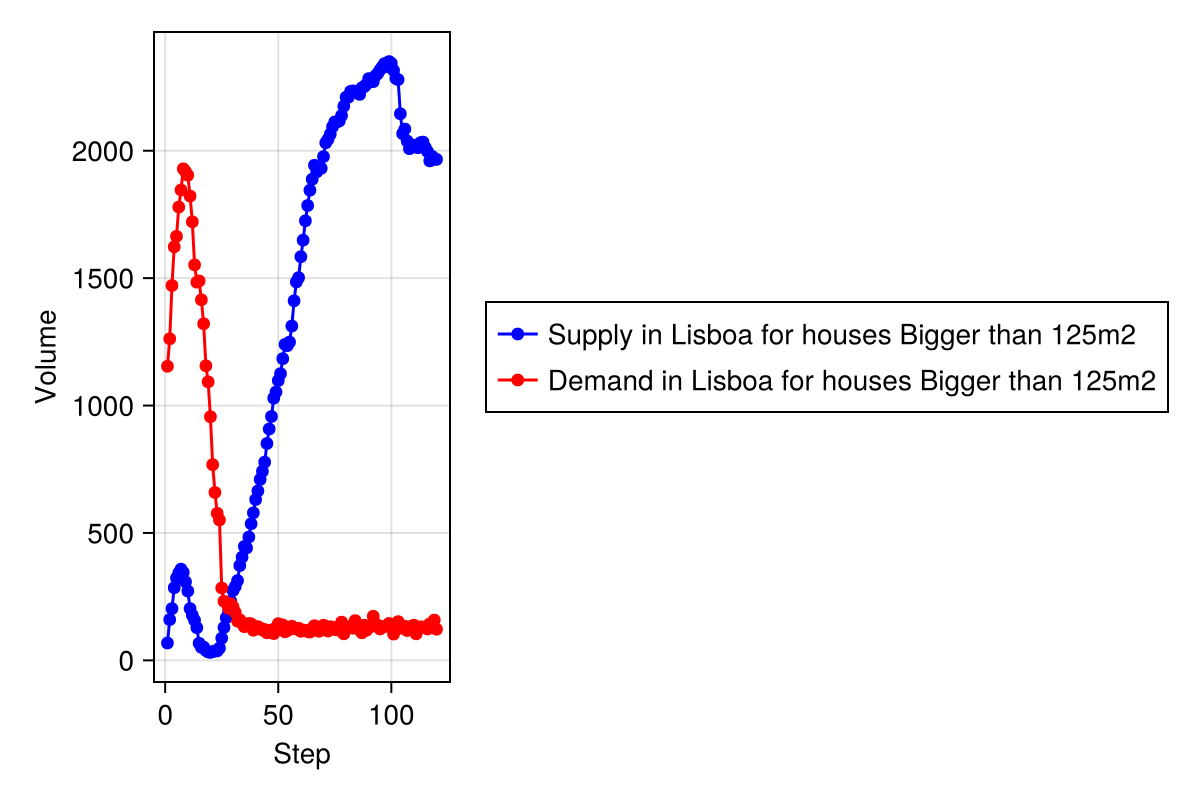 Volume
2000
1500
1000
500
0
0 50 100
Step
Supply in Lisboa for houses Bigger than 125m2
Demand in Lisboa for houses Bigger than 125m2